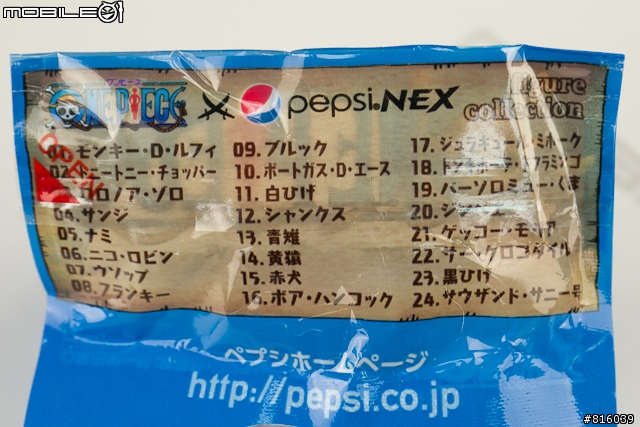 MOBILE01
ワンピース
ONE PIECE × pepsi NEX
figure collection
OPEN
01. モンキー・D・ルフィ
02. トニートニー・チョッパー
03. ロロノア・ゾロ
04. サンジ
05. ナミ
06. ニコ・ロビン
07. ウソップ
08. フランキー
09. ブルック
10. ポートガス・D・エース
11. 白ひげ
12. シャンクス
13. 青雉
14. 黄猿
15. 赤犬
16. ボア・ハンコック
17. ジュラキュール・ミホーク
18. ドンキホーテ・ドフラミンゴ
19. バーソロミュー・くま
20.
21. ゲッコー・モリア
22. サー・クロコダイル
23. 黒ひげ
24. サウザンド・サニー号
ペプシホームページ
http://pepsi.co.jp
#816039